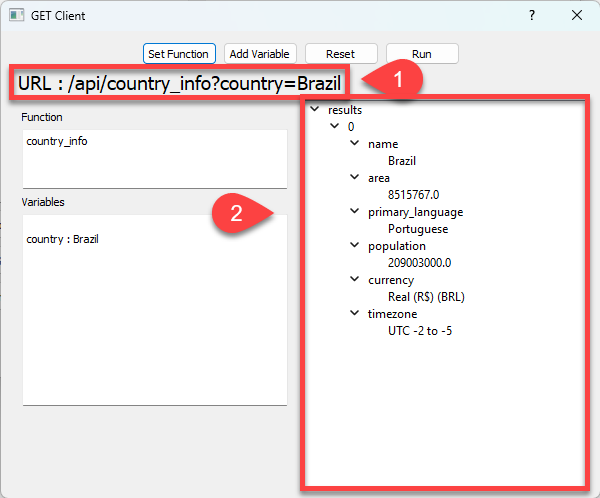 GET Client
?
Set Function Add Variable Reset Run
URL : /api/country_info?country=Brazil
1
Function
country_info
Variables
country : Brazil
2
results
0
name
Brazil
area
8515767.0
primary_language
Portuguese
population
209003000.0
currency
Real (R$) (BRL)
timezone
UTC -2 to -5